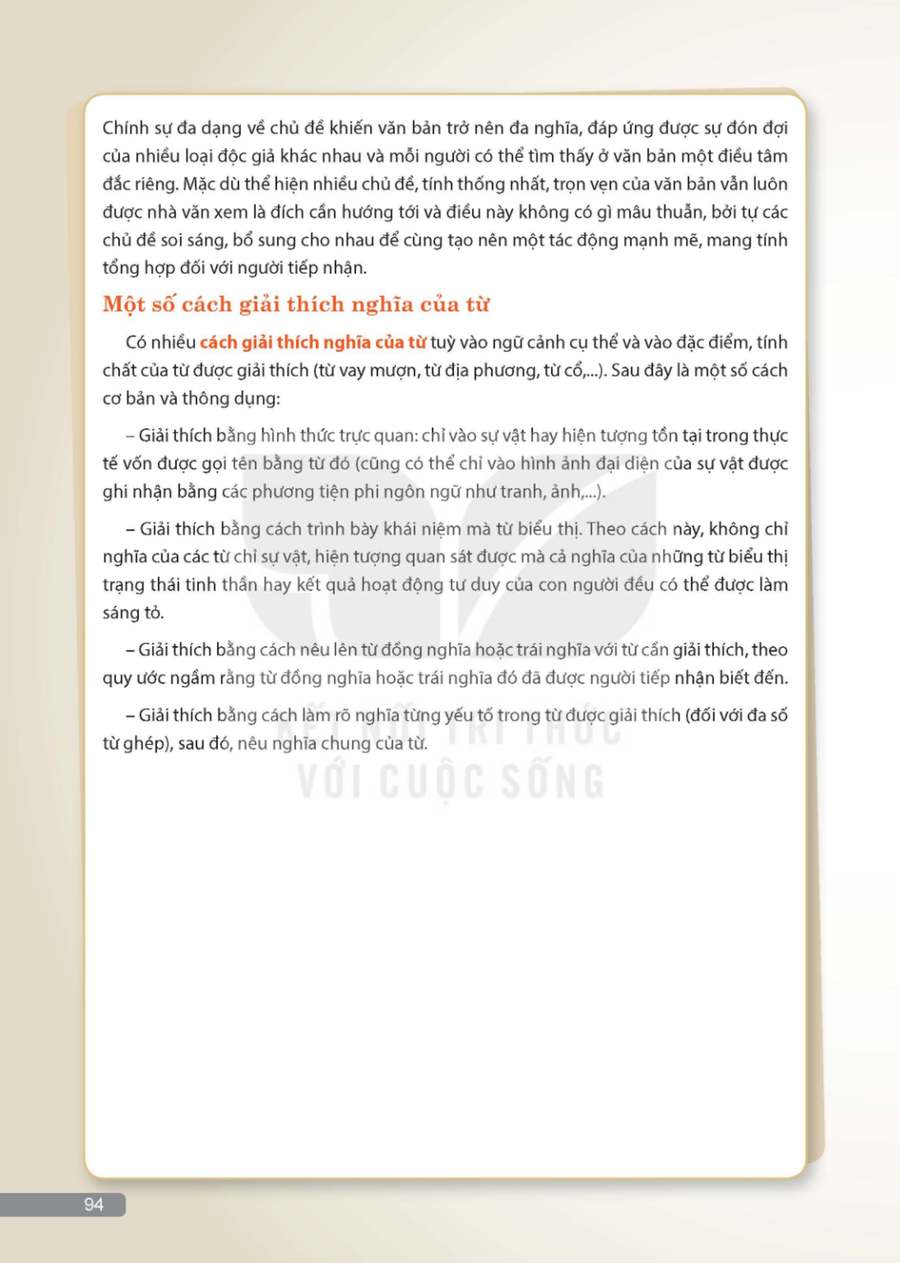 Chính sự đa dạng về chủ đề khiến văn bản trở nên đa nghĩa, đáp ứng được sự đón đợi
của nhiều loại độc giả khác nhau và mỗi người có thể tìm thấy ở văn bản một điều tâm
đắc riêng. Mặc dù thể hiện nhiều chủ đề, tính thống nhất, trọn vẹn của văn bản vẫn luôn
được nhà văn xem là đích cần hướng tới và điều này không có gì mâu thuẫn, bởi tự các
chủ đề soi sáng, bổ sung cho nhau để cùng tạo nên một tác động mạnh mẽ, mang tính
tổng hợp đối với người tiếp nhận.
Một số cách giải thích nghĩa của từ
Có nhiều cách giải thích nghĩa của từ tuỳ vào ngữ cảnh cụ thể và vào đặc điểm, tính
chất của từ được giải thích (từ vay mượn, từ địa phương, từ cổ,...). Sau đây là một số cách
cơ bản và thông dụng:
– Giải thích bằng hình thức trực quan: chỉ vào sự vật hay hiện tượng tồn tại trong thực
tế vốn được gọi tên bằng từ đó (cũng có thể chỉ vào hình ảnh đại diện của sự vật được
ghi nhận bằng các phương tiện phi ngôn ngữ như tranh, ảnh,...).
– Giải thích bằng cách trình bày khái niệm mà từ biểu thị. Theo cách này, không chỉ
nghĩa của các từ chỉ sự vật, hiện tượng quan sát được mà cả nghĩa của những từ biểu thị
trạng thái tinh thần hay kết quả hoạt động tư duy của con người đều có thể được làm
sáng tỏ.
– Giải thích bằng cách nêu lên từ đồng nghĩa hoặc trái nghĩa với từ cần giải thích, theo
quy ước ngầm rằng từ đồng nghĩa hoặc trái nghĩa đó đã được người tiếp nhận biết đến.
– Giải thích bằng cách làm rõ nghĩa từng yếu tố trong từ được giải thích (đối với đa số
từ ghép), sau đó, nêu nghĩa chung của từ.
KẾT NỐI TRI THỨC
VỚI CUỘC SỐNG
94